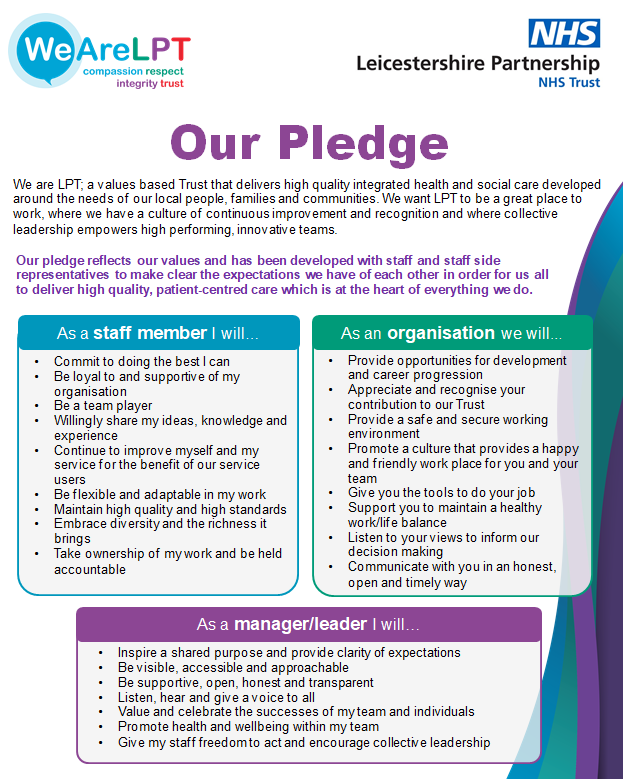 WeAreLPT
compassion respect
integrity trust
NHS
Leicestershire Partnership
NHS Trust
Our Pledge
We are LPT; a values based Trust that delivers high quality integrated health and social care developed
around the needs of our local people, families and communities. We want LPT to be a great place to
work, where we have a culture of continuous improvement and recognition and where collective
leadership empowers high performing, innovative teams.
Our pledge reflects our values and has been developed with staff and staff side
representatives to make clear the expectations we have of each other in order for us all
to deliver high quality, patient-centred care which is at the heart of everything we do.
As a staff member I will...
• Commit to doing the best I can
• Be loyal to and supportive of my
organisation
• Be a team player
• Willingly share my ideas, knowledge and
experience
• Continue to improve myself and my
service for the benefit of our service
users
• Be flexible and adaptable in my work
• Maintain high quality and high standards
• Embrace diversity and the richness it
brings
• Take ownership of my work and be held
accountable
As an organisation we will...
• Provide opportunities for development
and career progression
• Appreciate and recognise your
contribution to our Trust
• Provide a safe and secure working
environment
• Promote a culture that provides a happy
and friendly work place for you and your
team
• Give you the tools to do your job
• Support you to maintain a healthy
work/life balance
• Listen to your views to inform our
decision making
• Communicate with you in an honest,
open and timely way
As a manager/leader I will...
• Inspire a shared purpose and provide clarity of expectations
• Be visible, accessible and approachable
• Be supportive, open, honest and transparent
• Listen, hear and give a voice to all
• Value and celebrate the successes of my team and individuals
• Promote health and wellbeing within my team
• Give my staff freedom to act and encourage collective leadership